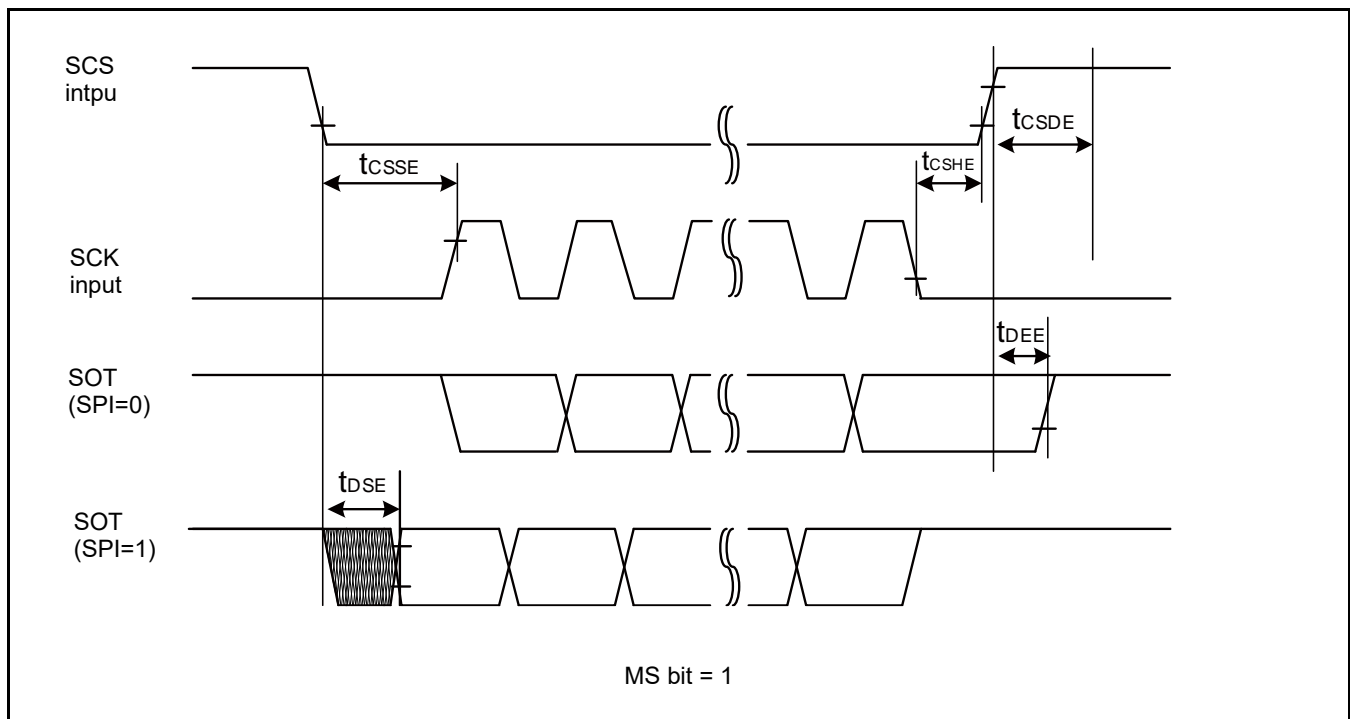 SCS
intpu
tCSDE
tCSSE
tCSHE
SCK
input
tDEE
SOT
(SPI=0)
tDSE
SOT
(SPI=1)
MS bit = 1